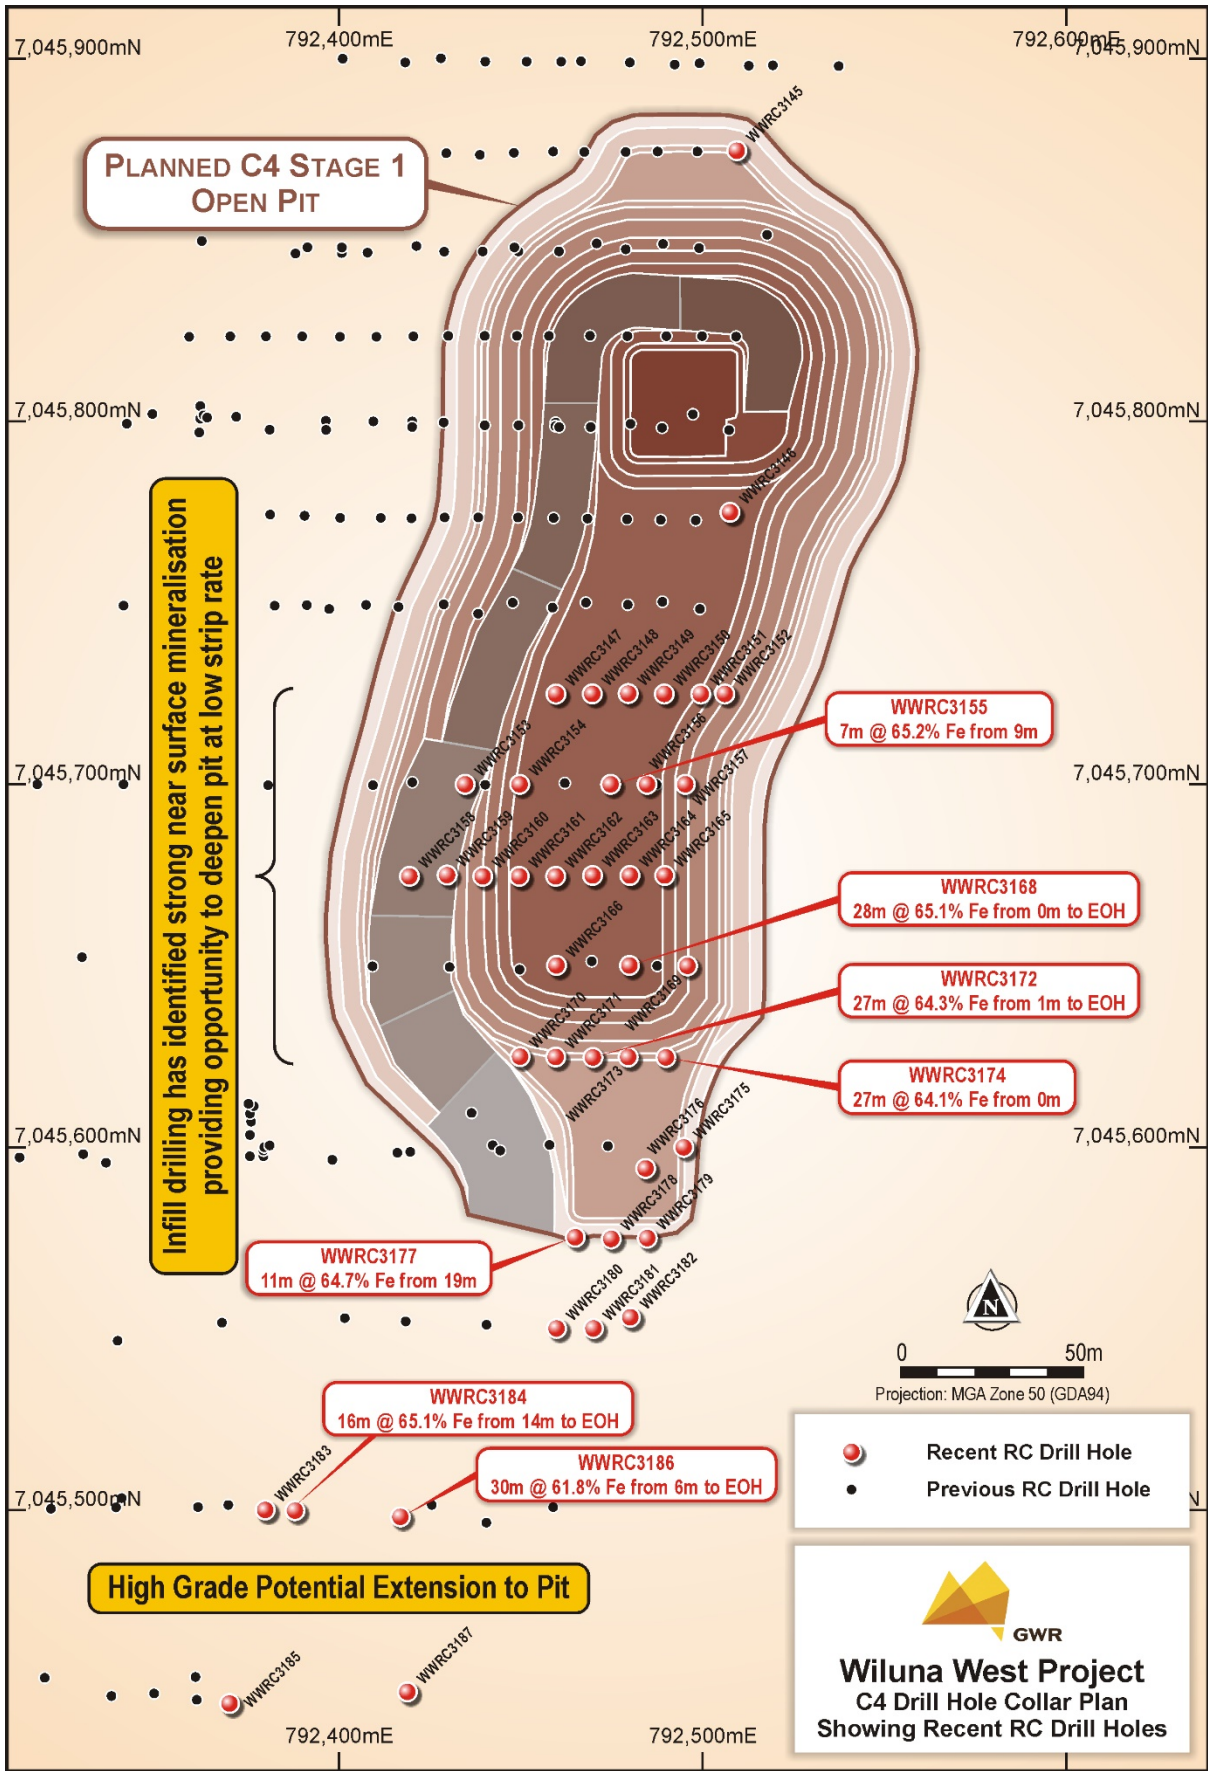 792,400mE
792,500mE
792,600mE
7,045,900mN
7,045,900mN
WWRC3145
PLANNED C4 STAGE 1
OPEN PIT
7,045,800mN
7,045,800mN
WWRC3146
Infill drilling has identified strong near surface mineralisation
providing opportunity to deepen pit at low strip rate
WWRC3147
WWRC3148
WWRC3149
WWRC3150
WWRC3151
WWRC3152
WWRC3155
7m @ 65.2% Fe from 9m
WWRC3153
WWRC3154
WWRC3156
WWRC3157
7,045,700mN
7,045,700mN
WWRC3158
WWRC3159
WWRC3160
WWRC3161
WWRC3162
WWRC3163
WWRC3164
WWRC3165
WWRC3168
28m @ 65.1% Fe from 0m to EOH
WWRC3166
WWRC3169
WWRC3172
27m @ 64.3% Fe from 1m to EOH
WWRC3170
WWRC3171
WWRC3173
WWRC3174
27m @ 64.1% Fe from 0m
WWRC3175
WWRC3176
7,045,600mN
7,045,600mN
WWRC3178
WWRC3179
WWRC3177
11m @ 64.7% Fe from 19m
WWRC3180
WWRC3181
WWRC3182
N
0
50m
Projection: MGA Zone 50 (GDA94)
WWRC3184
16m @ 65.1% Fe from 14m to EOH
WWRC3183
WWRC3186
30m @ 61.8% Fe from 6m to EOH
Recent RC Drill Hole
Previous RC Drill Hole
7,045,500mN
N
High Grade Potential Extension to Pit
WWRC3185
WWRC3187
GWR
Wiluna West Project
C4 Drill Hole Collar Plan
Showing Recent RC Drill Holes
792,400mE
792,500mE